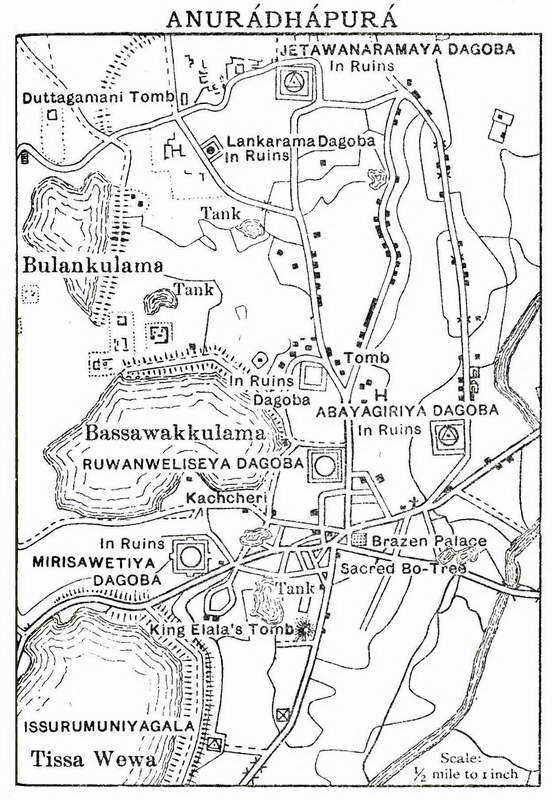 ANURÁDHÁPURÁ
JETAWANARAMAYA DAGOBA
In Ruins
Duttagamani Tomb
Lankarama Dagoba
In Ruins
Tank
Bulankulama
Tank
Tomb
In Ruins
Dagoba
H
ABAYAGIRIYA DAGOBA
In Ruins
Bassawakkulama
RUWANWELISEYA DAGOBA
Kachcheri
In Ruins
MIRISAWETIYA
DAGOBA
Brazen Palace
Sacred Bo-Tree
Tank
King Elala's Tomb
ISSURUMUNIYAGALA
Tissa Wewa
Scale:
½ mile to 1 inch